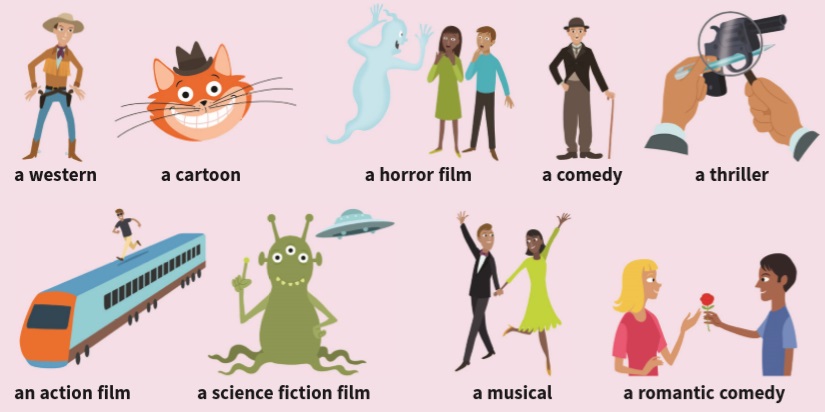 a western
a cartoon
a horror film
a comedy
a thriller
an action film
a science fiction film
a musical
a romantic comedy